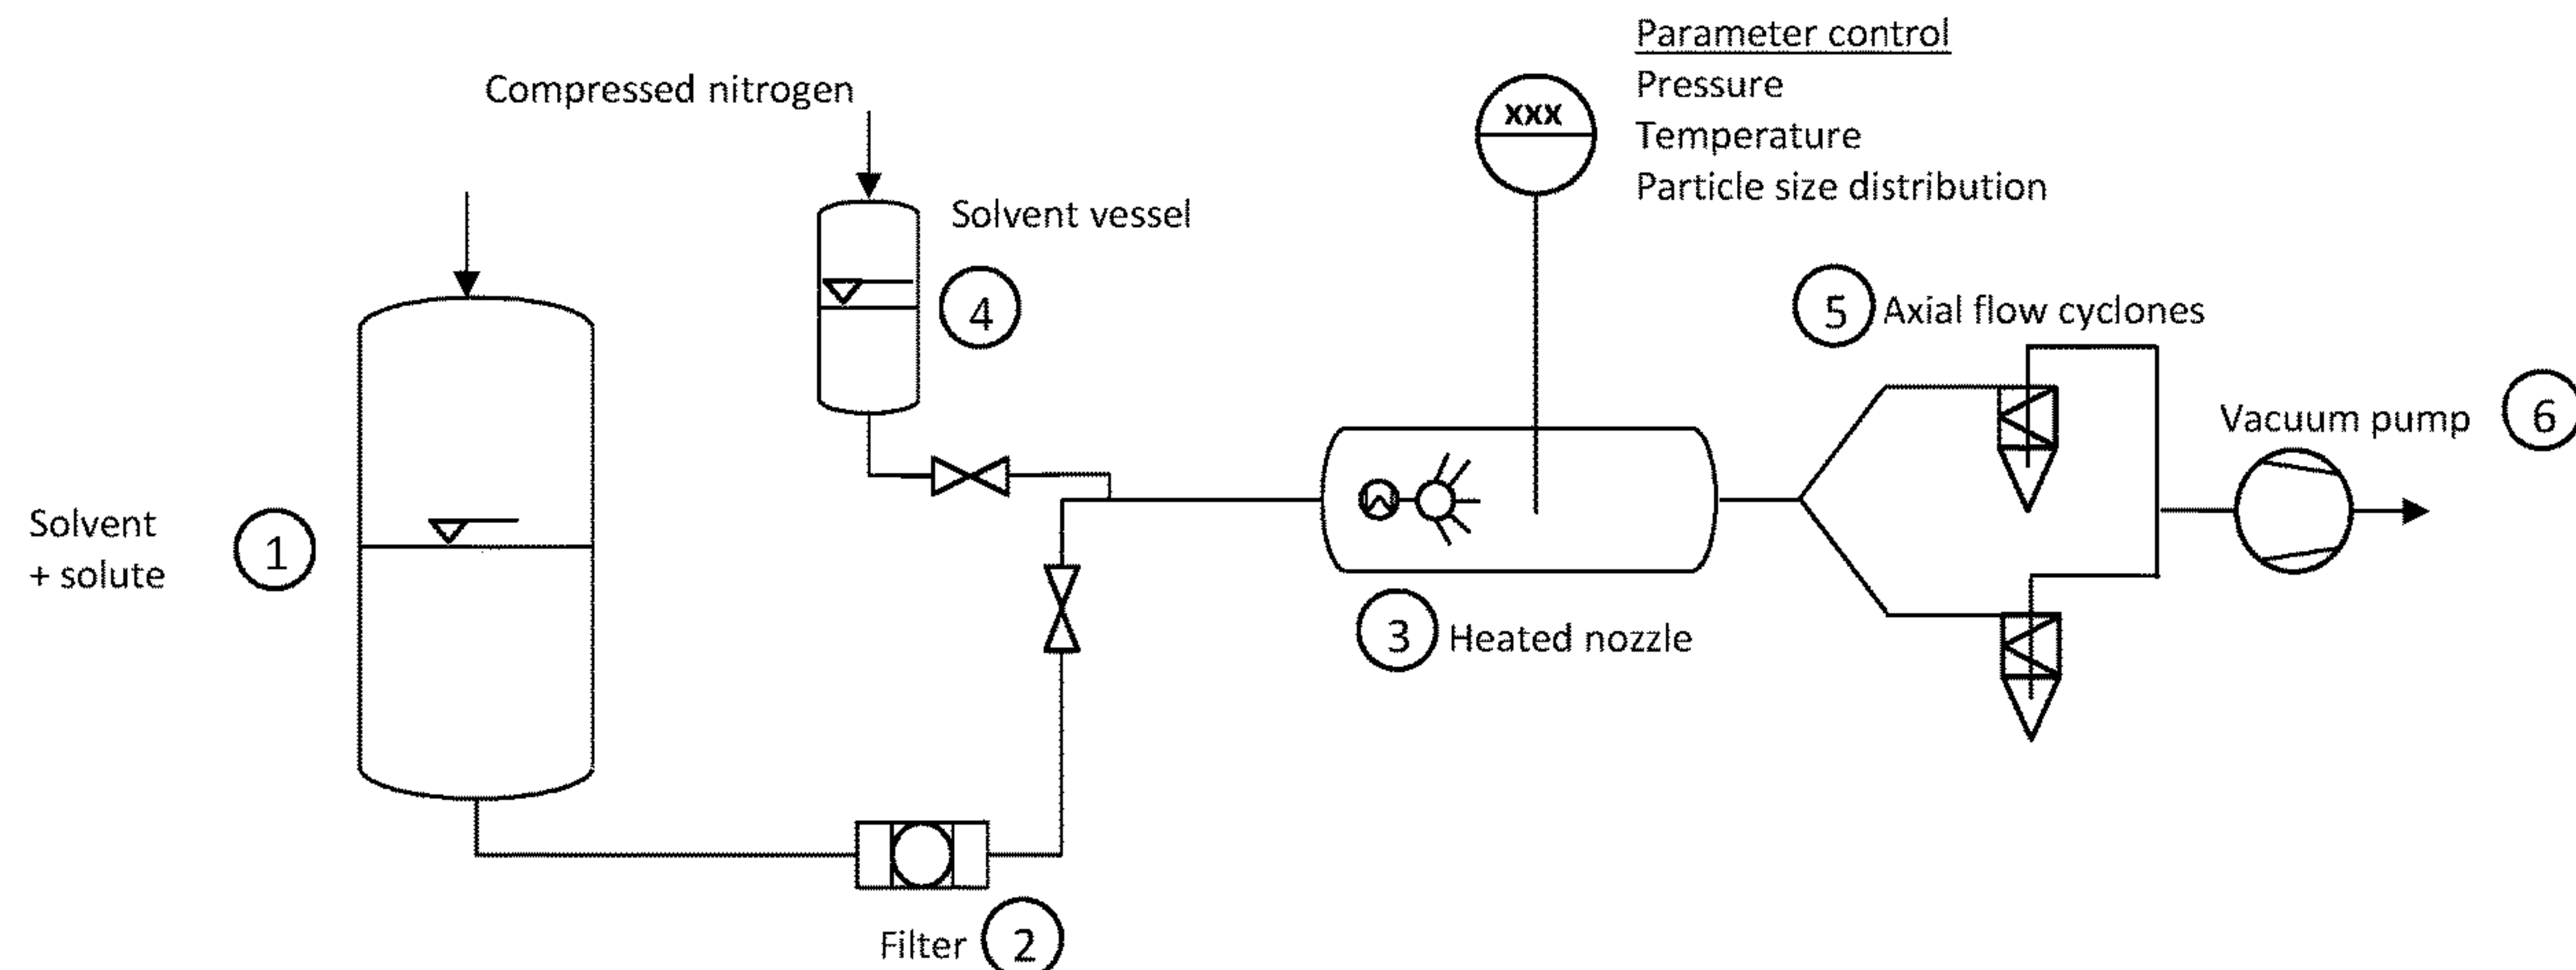 Parameter control
Pressure
Temperature
Particle size distribution
xxx
Compressed nitrogen
Solvent vessel
4
5 Axial flow cyclones
Vacuum pump 6
Solvent
+ solute
1
3 Heated nozzle
Filter 2